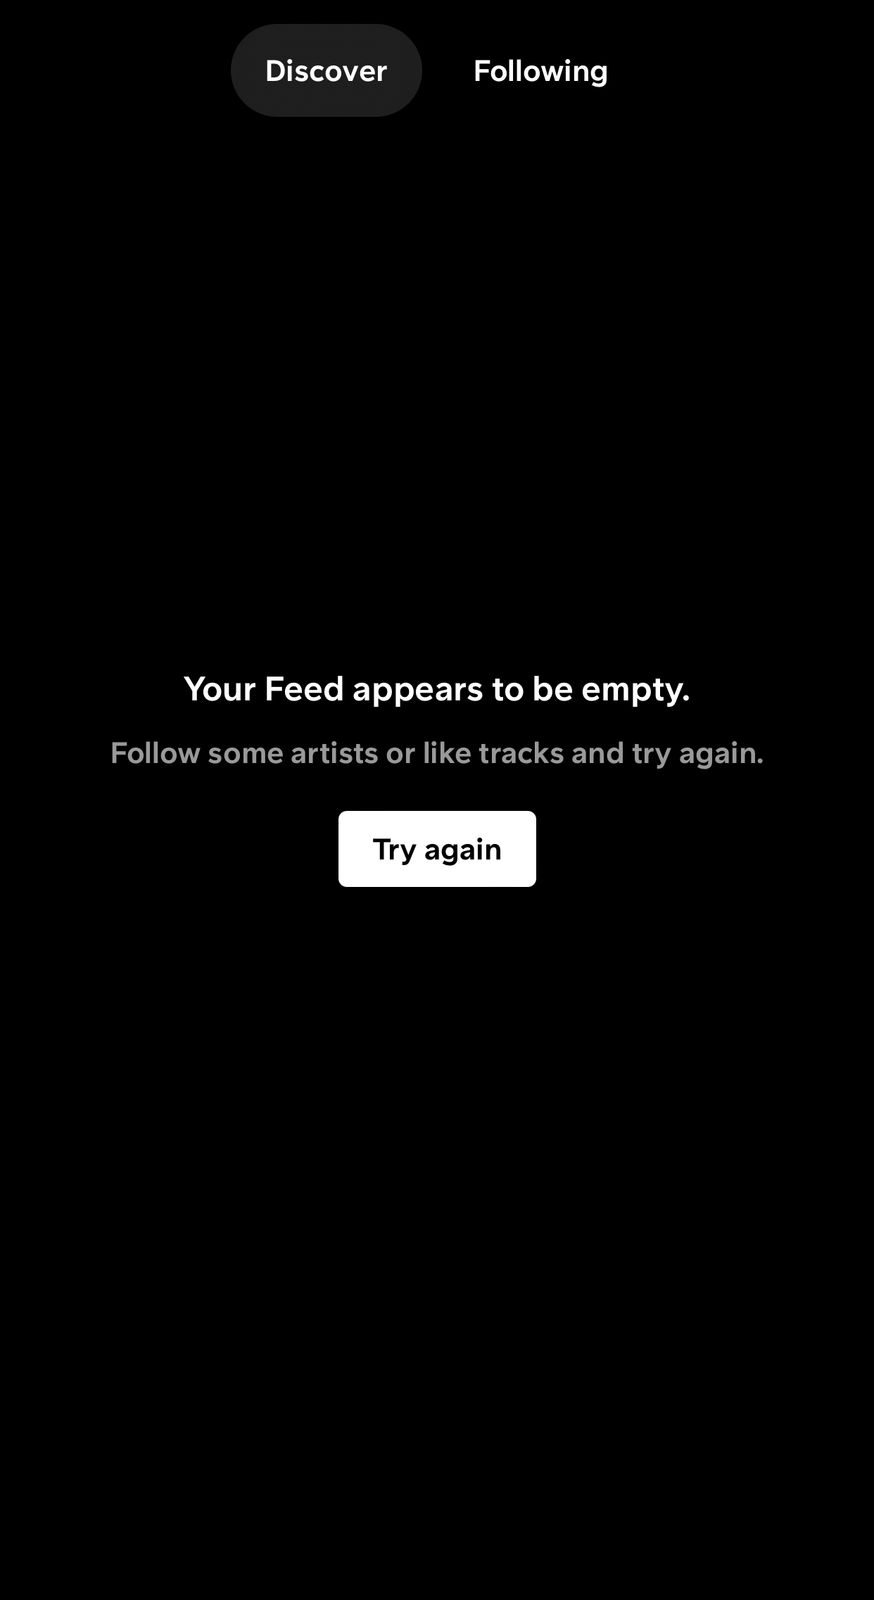 Discover Following
Your Feed appears to be empty.
Follow some artists or like tracks and try again.
Try again